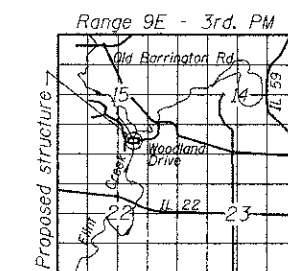 Range 9E - 3rd. PM
Old Barrington Rd.
15
14
IL 59
Proposed structure
Woodland
Drive
Creek
Flint
22
IL 22
23